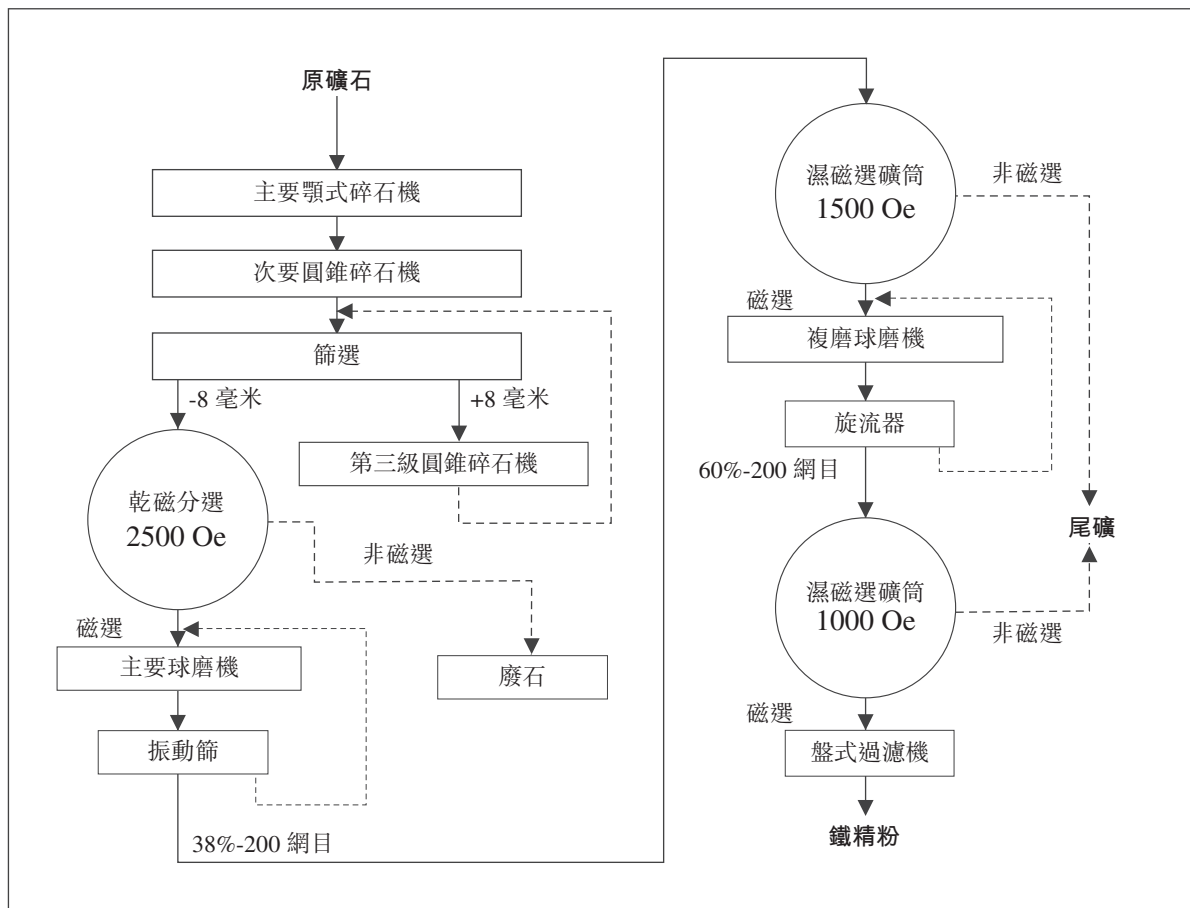 原礦石
主要顎式碎石機
次要圓錐碎石機
篩選
-8 毫米
+8 毫米
第三級圓錐碎石機
乾磁分選
2500 Oe
非磁選
磁選
主要球磨機
廢石
振動篩
38%-200 網目
濕磁選礦筒
1500 Oe
非磁選
磁選
複磨球磨機
旋流器
60%-200 網目
尾礦
濕磁選礦筒
1000 Oe
非磁選
磁選
盤式過濾機
鐵精粉